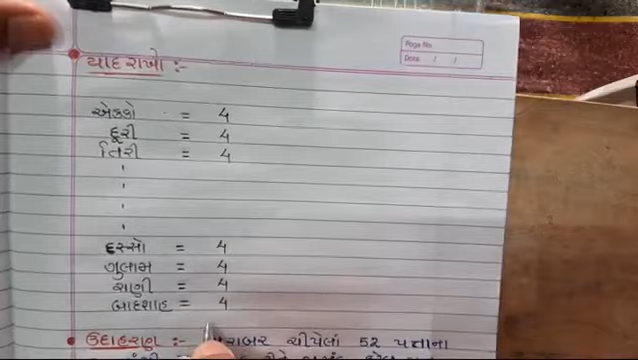 Page No.
Date / /
યાદ રાખો :-
એક્કો = 4
દૂરી = 4
તિરી = 4
દસ્સો = 4
ગુલામ = 4
રાણી = 4
બાદશાહ = 4
ઉદાહરણ :- બરાબર ચીપેલાં 52 પત્તાના